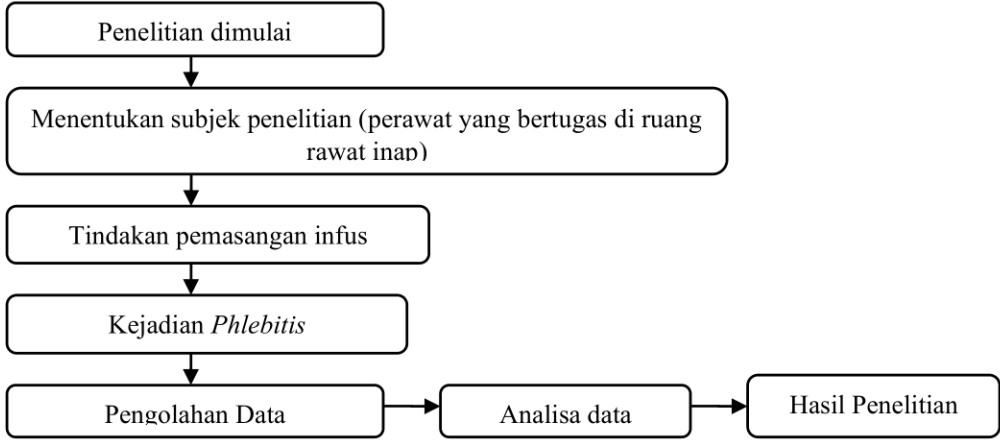 Penelitian dimulai
Menentukan subjek penelitian (perawat yang bertugas di ruang
rawat inap)
Tindakan pemasangan infus
Kejadian Phlebitis
Pengolahan Data
Analisa data
Hasil Penelitian